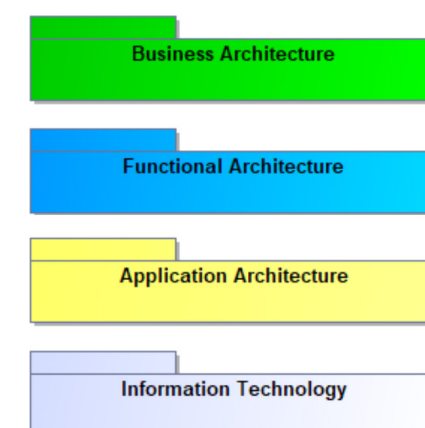 Business Architecture
Functional Architecture
Application Architecture
Information Technology